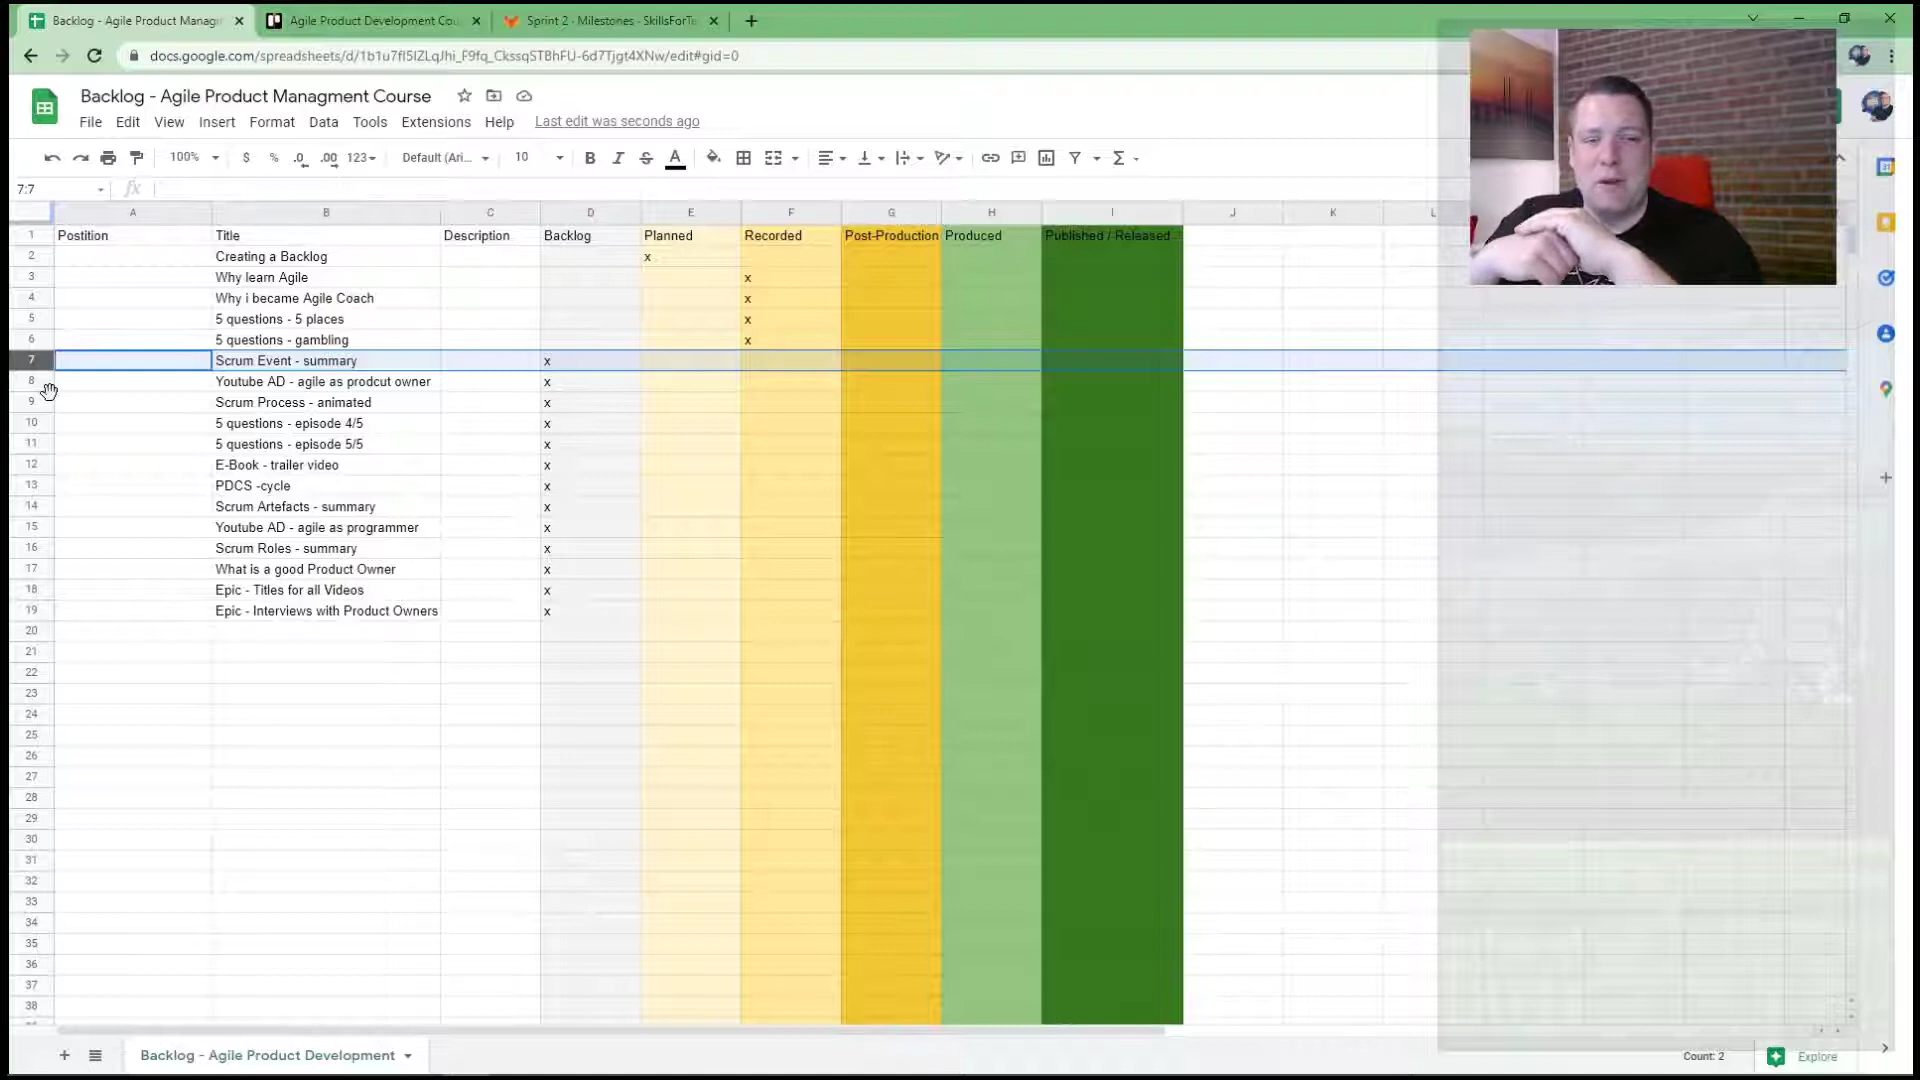 Backlog - Agile Product Managm
Agile Product Development Cou
Sprint 2 - Milestones - SkillsForTe
docs.google.com/spreadsheets/d/1b1u7fI5IZLqJhi_F9fq_CkssqSTBhFU-6d7Tjgt4XNw/edit#gid=0
Backlog - Agile Product Managment Course
File Edit View Insert Format Data Tools Extensions Help Last edit was seconds ago
100% $ % .0 .00 123 Default (Ari... 10 B I S A
7:7 fx
A B C D E F G H I J K L
1 Postition Title Description Backlog Planned Recorded Post-Production Produced Published / Released
2 Creating a Backlog x
3 Why learn Agile x
4 Why i became Agile Coach x
5 5 questions - 5 places x
6 5 questions - gambling x
7 Scrum Event - summary x
8 Youtube AD - agile as prodcut owner x
9 Scrum Process - animated x
10 5 questions - episode 4/5 x
11 5 questions - episode 5/5 x
12 E-Book - trailer video x
13 PDCS -cycle x
14 Scrum Artefacts - summary x
15 Youtube AD - agile as programmer x
16 Scrum Roles - summary x
17 What is a good Product Owner x
18 Epic - Titles for all Videos x
19 Epic - Interviews with Product Owners x
20
21
22
23
24
25
26
27
28
29
30
31
32
33
34
35
36
37
38
Backlog - Agile Product Development
Count: 2
Explore